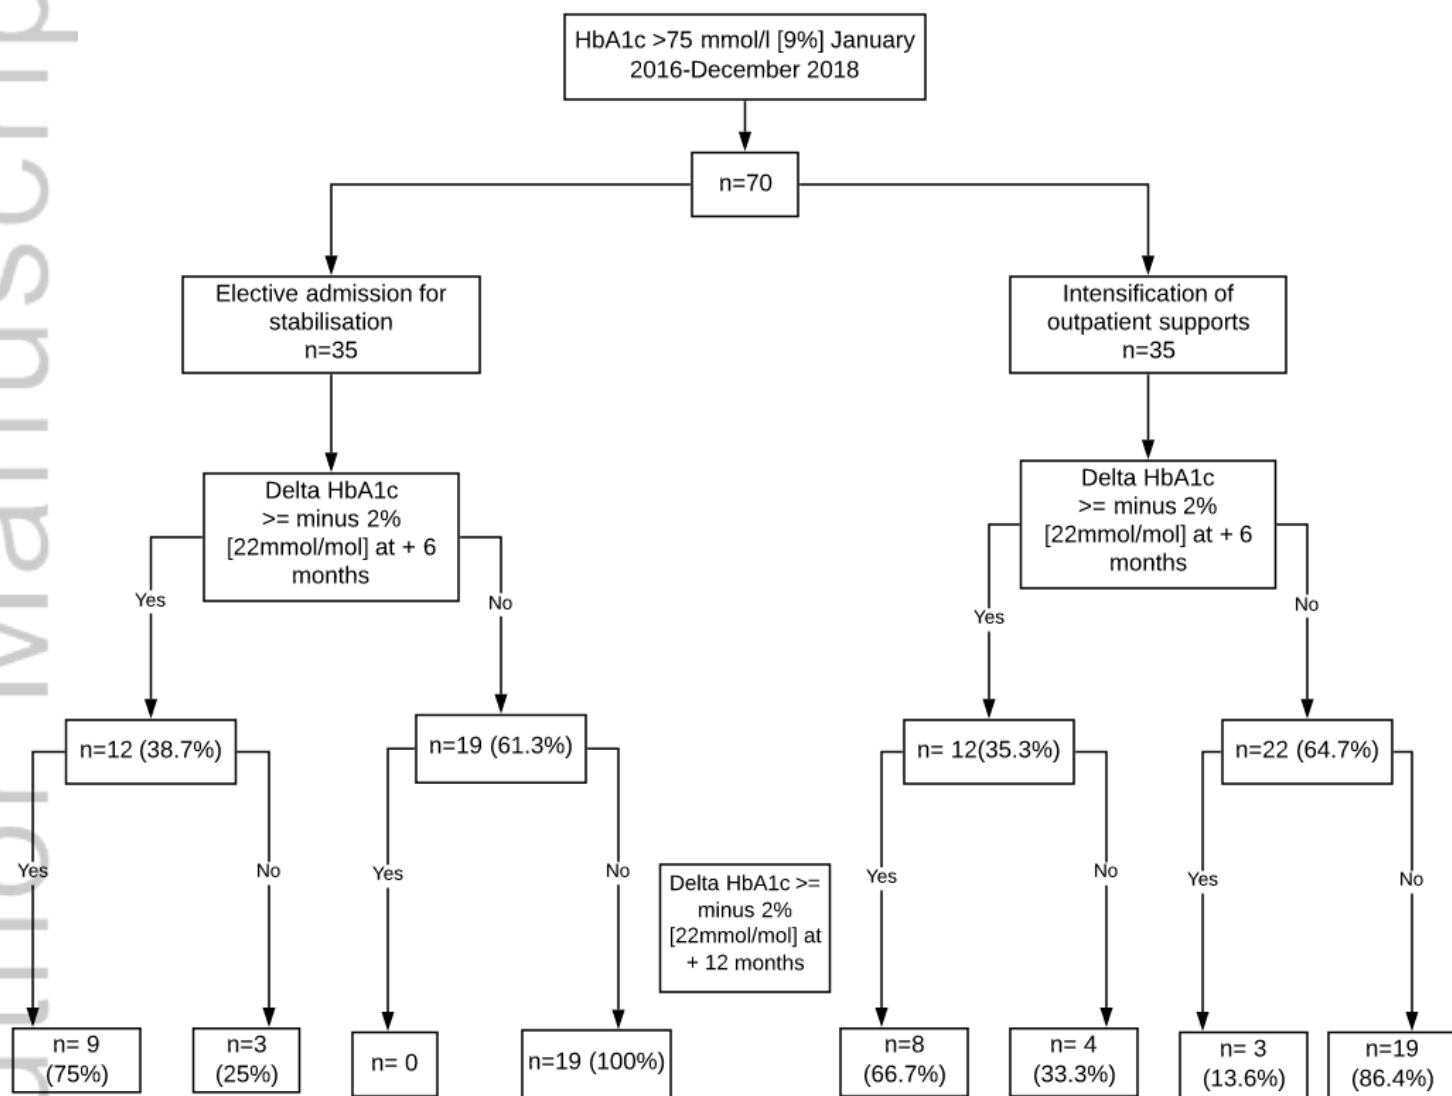 HbA1c >75 mmol/l [9%] January
2016-December 2018
n=70
Elective admission for
stabilisation
n=35
Intensification of
outpatient supports
n=35
Delta HbA1c
>= minus 2%
[22mmol/mol] at + 6
months
Delta HbA1c
>= minus 2%
[22mmol/mol] at + 6
months
Yes
No
Yes
No
n=12 (38.7%)
n=19 (61.3%)
n= 12(35.3%)
n=22 (64.7%)
Yes
No
Yes
No
Delta HbA1c >=
minus 2%
[22mmol/mol] at
+ 12 months
Yes
No
Yes
No
n= 9
(75%)
n=3
(25%)
n= 0
n=19 (100%)
n=8
(66.7%)
n= 4
(33.3%)
n= 3
(13.6%)
n=19
(86.4%)